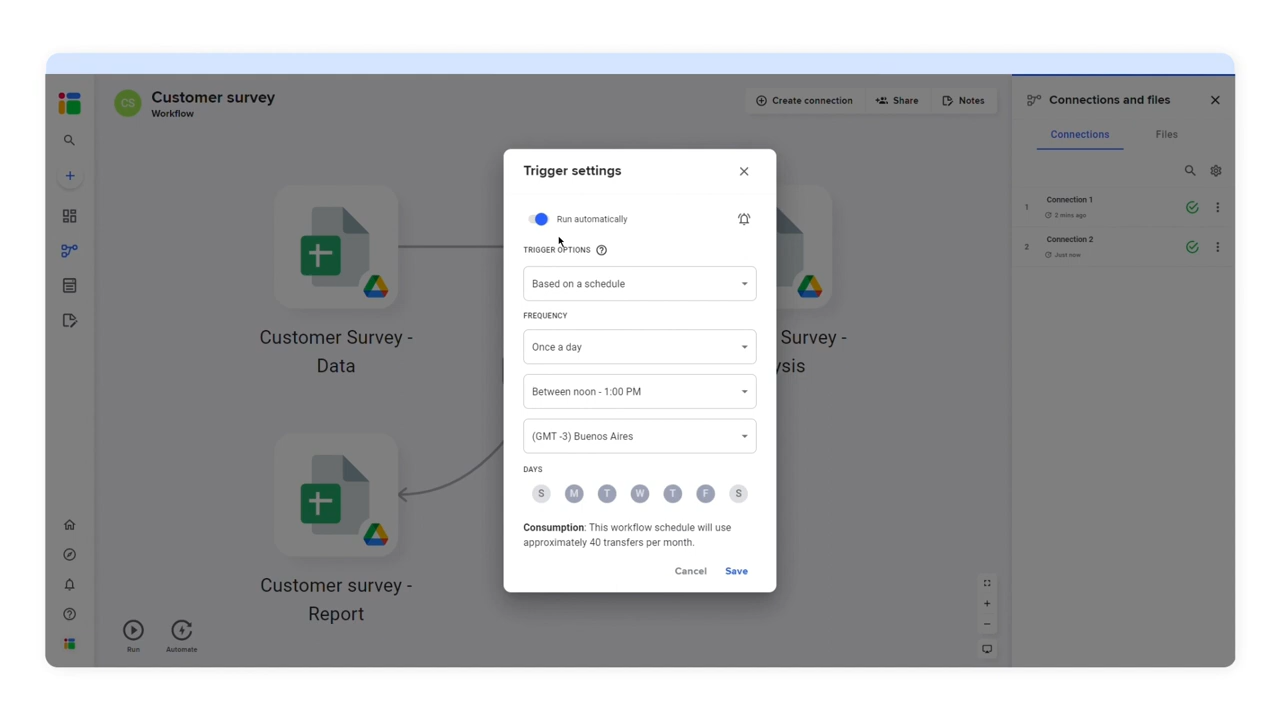 CS
Customer survey
Workflow
Create connection
Share
Notes
Connections and files
Connections
Files
1
Connection 1
2 mins ago
2
Connection 2
Just now
Customer Survey -
Data
Survey -
ysis
Customer survey -
Report
Run
Automate
Trigger settings
Run automatically
TRIGGER OPTIONS
Based on a schedule
FREQUENCY
Once a day
Between noon - 1:00 PM
(GMT -3) Buenos Aires
DAYS
S M T W T F S
Consumption: This workflow schedule will use
approximately 40 transfers per month.
Cancel
Save